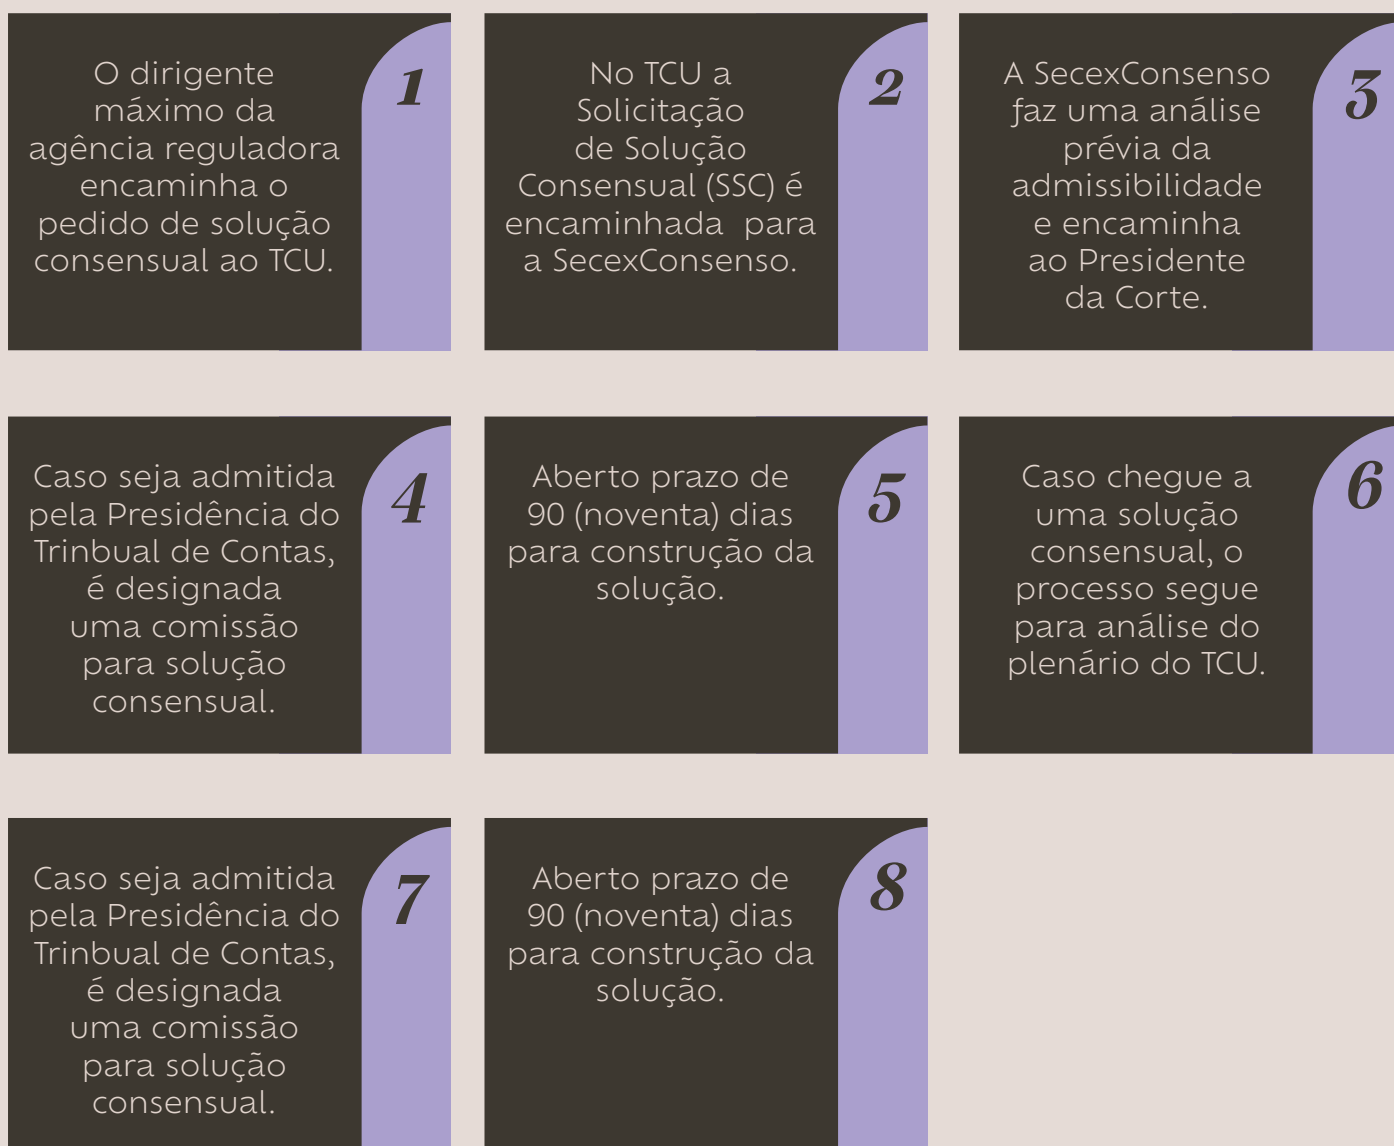 O dirigente
máximo da
agência reguladora
encaminha o
pedido de solução
consensual ao TCU.
1
No TCU a
Solicitação
de Solução
Consensual (SSC) é
encaminhada para
a SecexConsenso.
2
A SecexConsenso
faz uma análise
prévia da
admissibilidade
e encaminha
ao Presidente
da Corte.
3
Caso seja admitida
pela Presidência do
Trinbual de Contas,
é designada
uma comissão
para solução
consensual.
4
Aberto prazo de
90 (noventa) dias
para construção da
solução.
5
Caso chegue a
uma solução
consensual, o
processo segue
para análise do
plenário do TCU.
6
Caso seja admitida
pela Presidência do
Trinbual de Contas,
é designada
uma comissão
para solução
consensual.
7
Aberto prazo de
90 (noventa) dias
para construção da
solução.
8